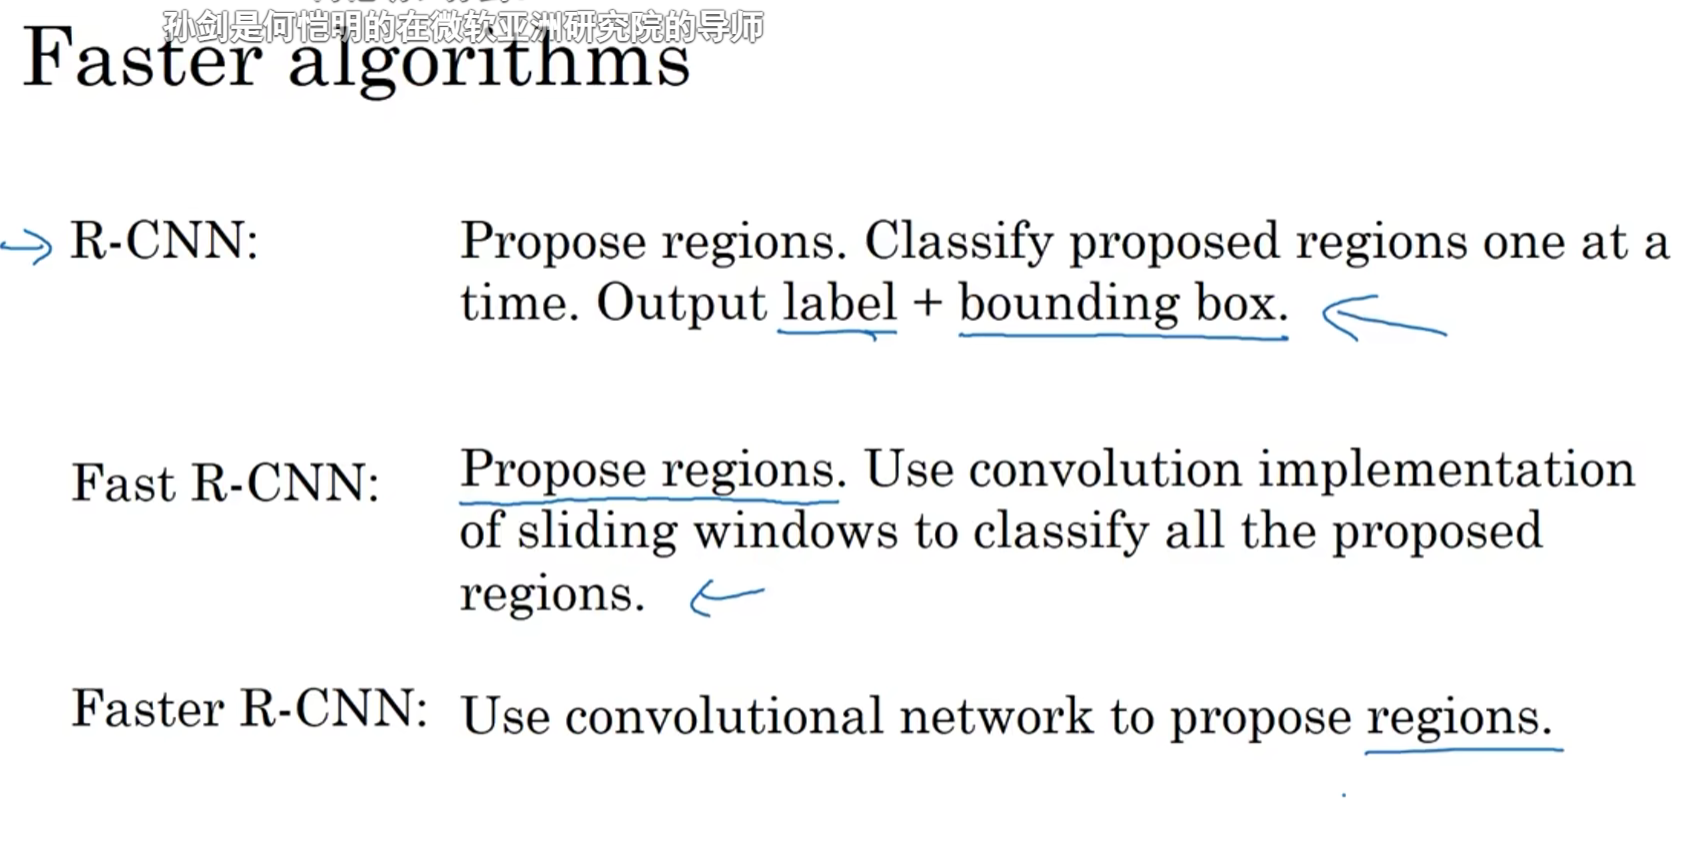 孙剑是何恺明的在微软亚洲研究院的导师
Faster algorithms
R-CNN:
Propose regions. Classify proposed regions one at a
time. Output label + bounding box.
Fast R-CNN:
Propose regions. Use convolution implementation
of sliding windows to classify all the proposed
regions.
Faster R-CNN:
Use convolutional network to propose regions.